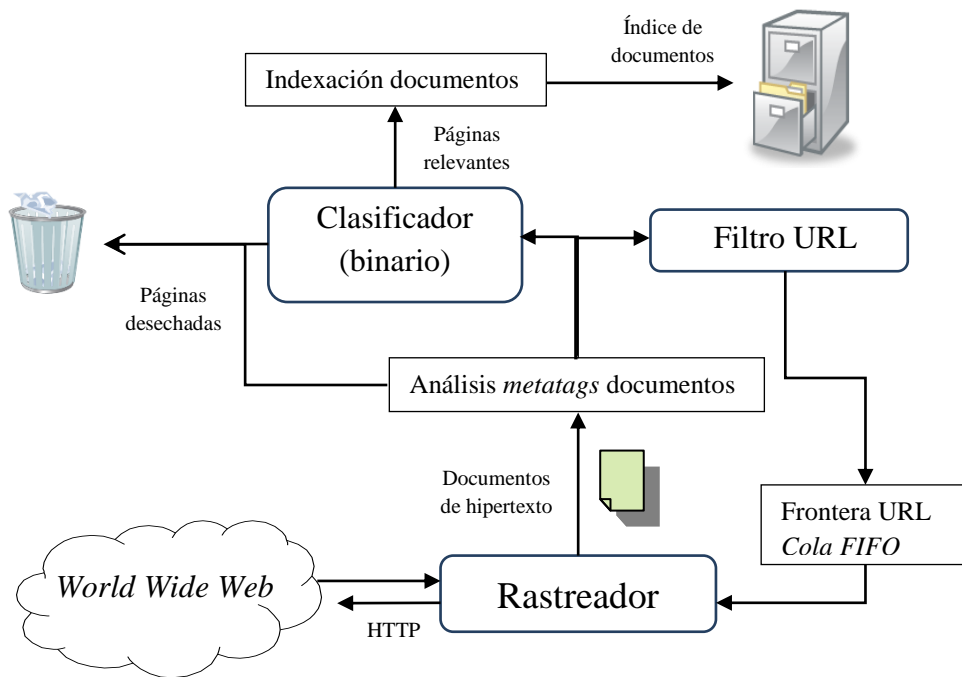 Índice de
documentos
Indexación documentos
Páginas
relevantes
Clasificador
(binario)
Filtro URL
Páginas
desechadas
Análisis metatags documentos
Documentos
de hipertexto
Frontera URL
Cola FIFO
World Wide Web
Rastreador
HTTP